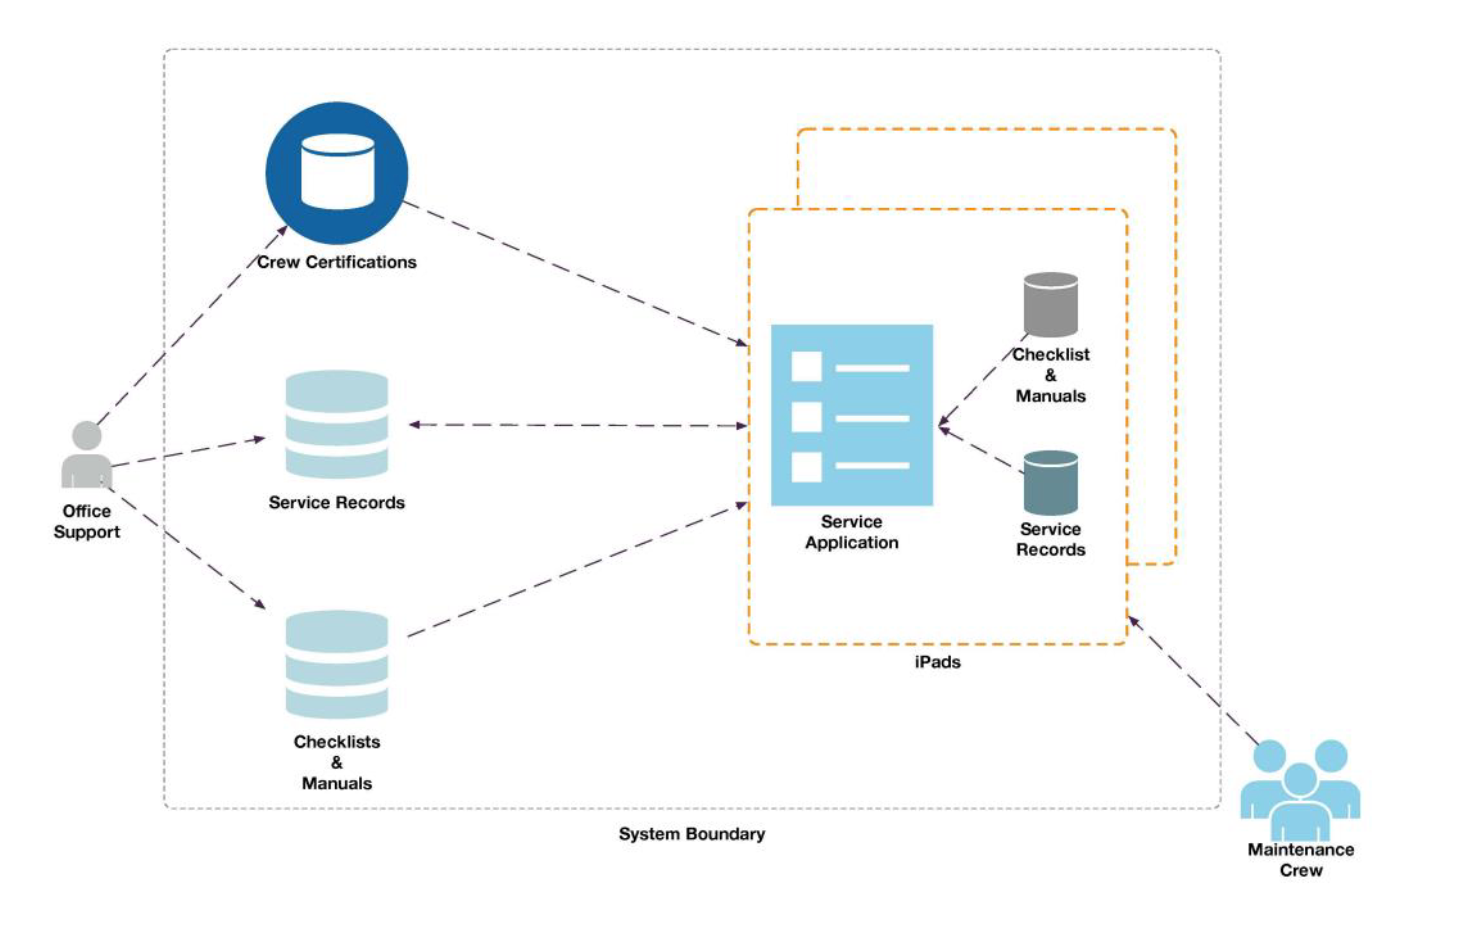 Crew Certifications
Checklist
&
Manuals
Office
Support
Service Records
Service
Application
Service
Records
iPads
Checklists
&
Manuals
System Boundary
Maintenance
Crew